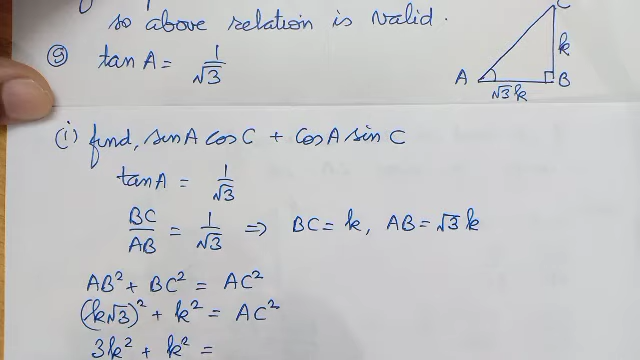 so above relation is valid.
⑨ tan A = 1/√3
C
k
A
B
√3k
(i) find, sin A cos C + cos A sin C
tan A = 1/√3
BC/AB = 1/√3 ⇒ BC = k, AB = √3 k
AB² + BC² = AC²
(k√3)² + k² = AC²
3k² + k² =